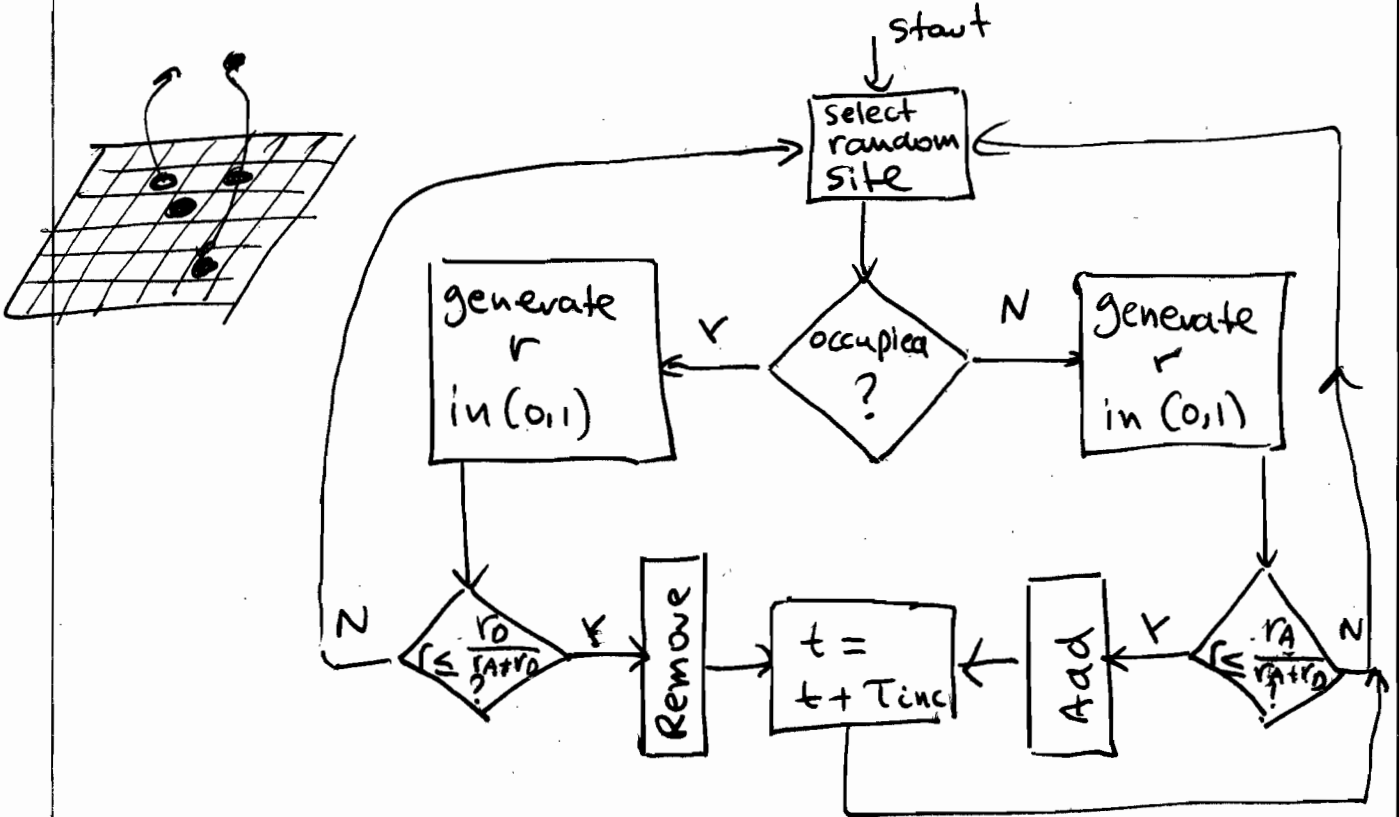 start
select
random
site
generate
r
in (0,1)
Y
occupied
?
N
generate
r
in (0,1)
N
r ≤ rD / (rA+rD)
?
Y
Remove
t =
t + τinc
Add
Y
r ≤ rA / (rA+rD)
?
N